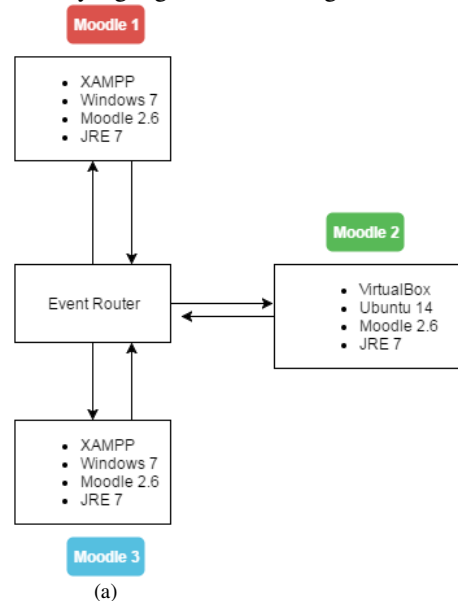 Moodle 1
• XAMPP
• Windows 7
• Moodle 2.6
• JRE 7
Moodle 2
Event Router
• VirtualBox
• Ubuntu 14
• Moodle 2.6
• JRE 7
• XAMPP
• Windows 7
• Moodle 2.6
• JRE 7
Moodle 3
(a)